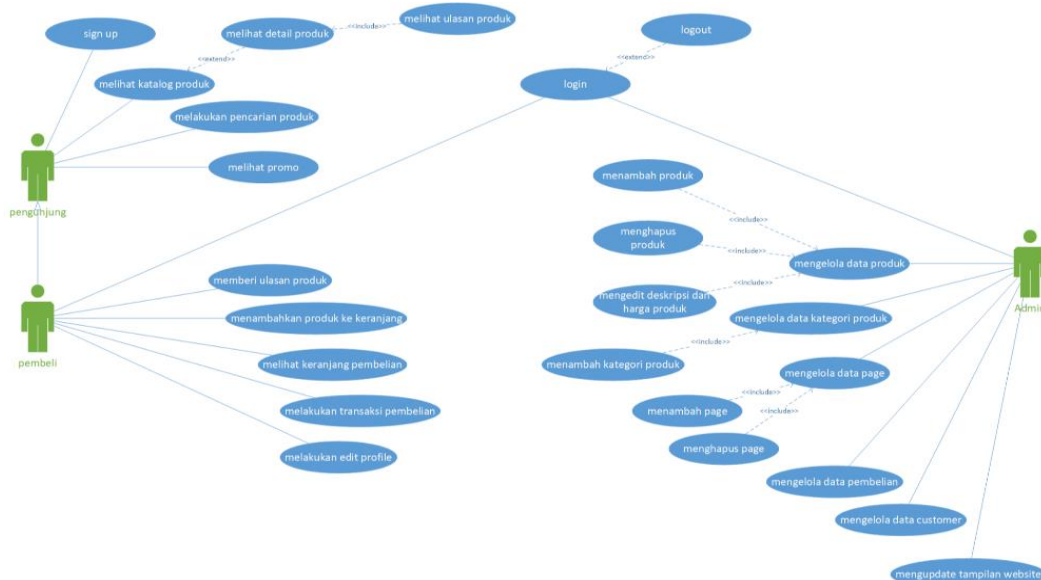 sign up
melihat detail produk
<<include>>
melihat ulasan produk
logout
<<extend>>
<<extend>>
melihat katalog produk
login
melakukan pencarian produk
melihat promo
pengunjung
menambah produk
<<include>>
menghapus
produk
<<include>>
mengelola data produk
<<include>>
mengedit deskripsi dan
harga produk
Admin
memberi ulasan produk
menambahkan produk ke keranjang
mengelola data kategori produk
<<include>>
pembeli
melihat keranjang pembelian
menambah kategori produk
mengelola data page
<<include>>
melakukan transaksi pembelian
menambah page
<<include>>
menghapus page
melakukan edit profile
mengelola data pembelian
mengelola data customer
mengupdate tampilan website